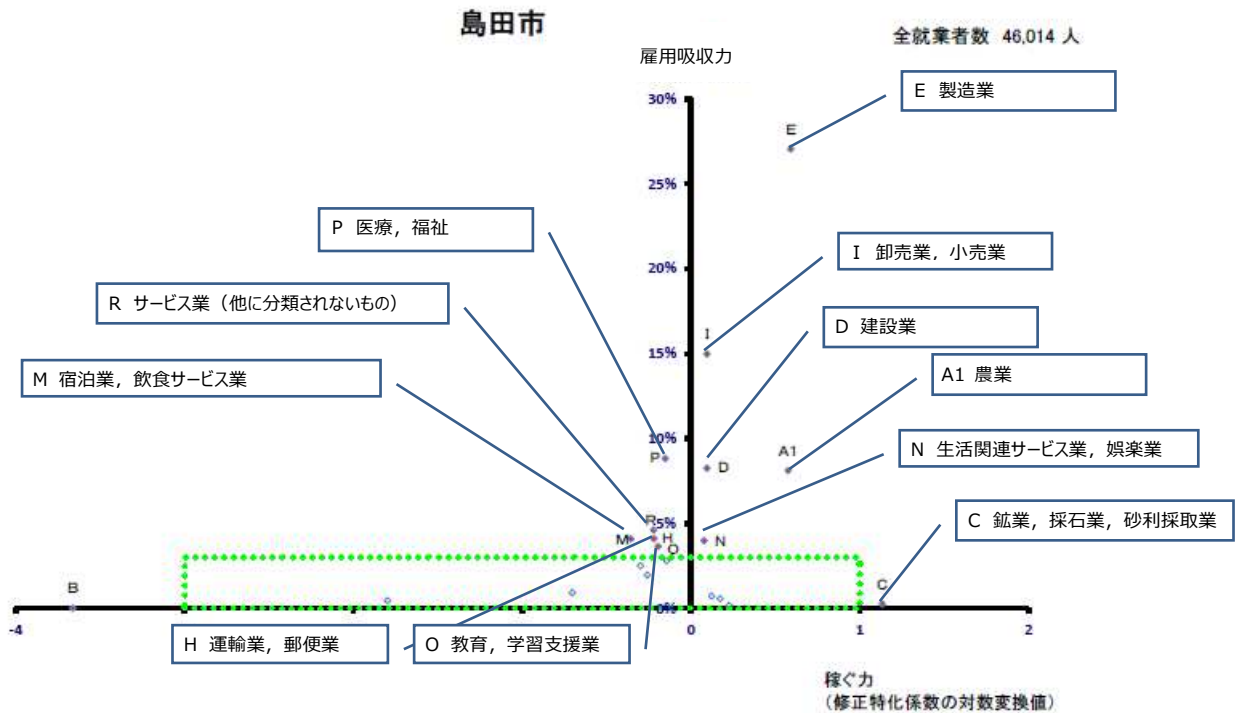 島田市
全就業者数 46,014 人
雇用吸収力
E 製造業
30%
E
25%
P 医療，福祉
I 卸売業，小売業
20%
R サービス業（他に分類されないもの）
D 建設業
I
15%
M 宿泊業，飲食サービス業
A1 農業
10%
A1
N 生活関連サービス業，娯楽業
P
D
C 鉱業，採石業，砂利採取業
R
5%
M
H
N
O
B
C
0%
-4
0
1
2
H 運輸業，郵便業
O 教育，学習支援業
稼ぐ力
（修正特化係数の対数変換値）